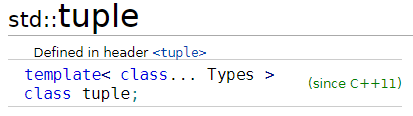 std::tuple
Defined in header <tuple>
template< class... Types >
class tuple;
(since C++11)